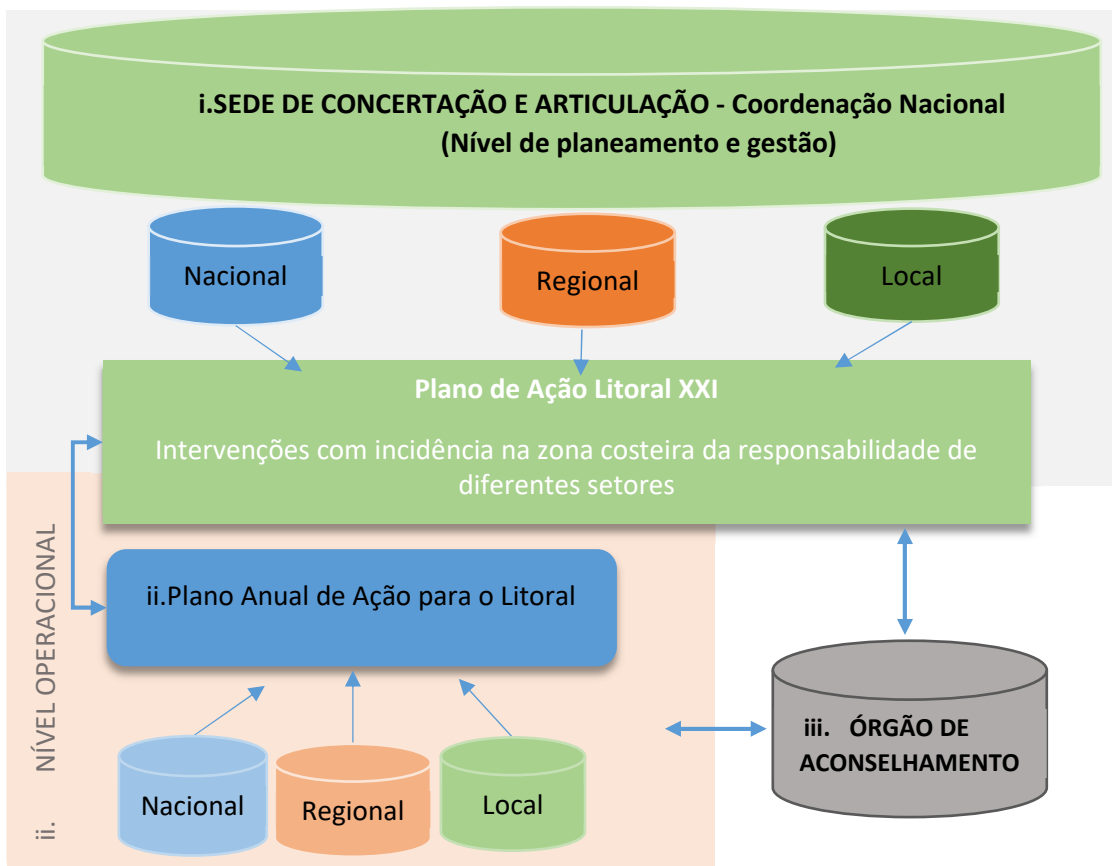 i.SEDE DE CONCERTAÇÃO E ARTICULAÇÃO - Coordenação Nacional
(Nível de planeamento e gestão)
Nacional
Regional
Local
Plano de Ação Litoral XXI
Intervenções com incidência na zona costeira da responsabilidade de
diferentes setores
ii. NÍVEL OPERACIONAL
ii.Plano Anual de Ação para o Litoral
Nacional
Regional
Local
iii. ÓRGÃO DE
ACONSELHAMENTO